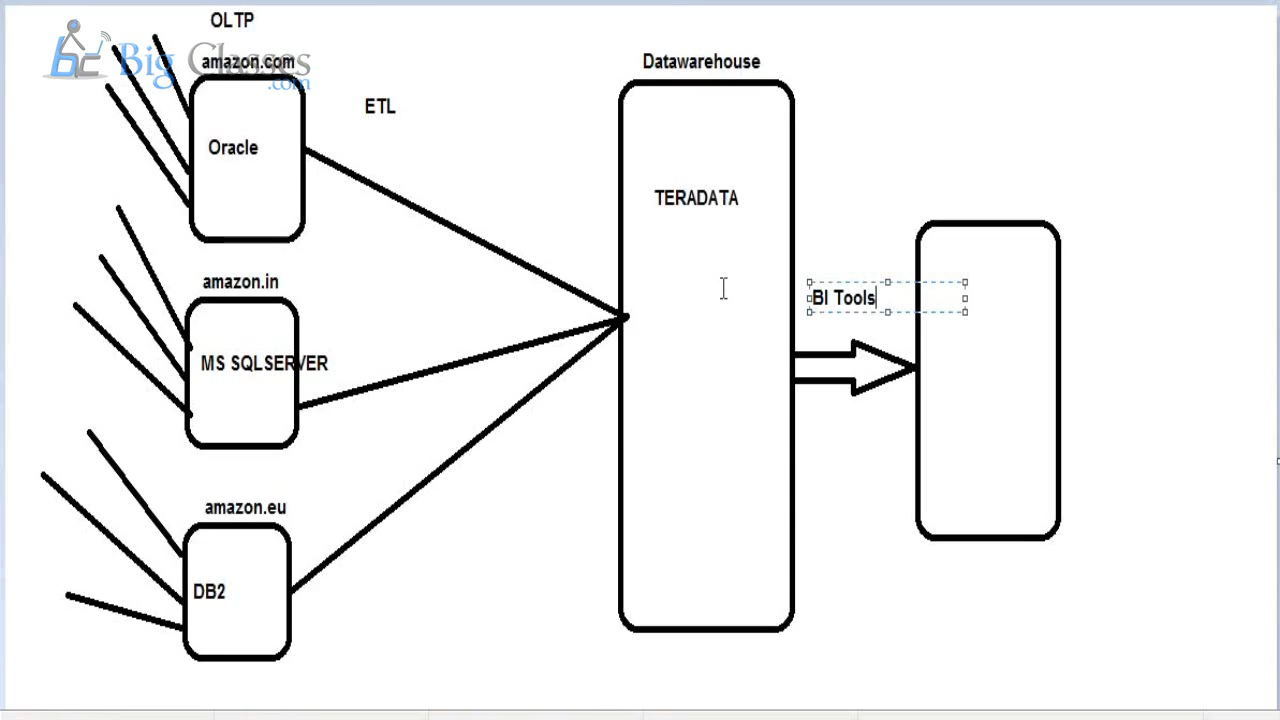 OLTP
Big Classes
.com
amazon.com
Oracle
ETL
amazon.in
MS SQLSERVER
amazon.eu
DB2
Datawarehouse
TERADATA
BI Tools